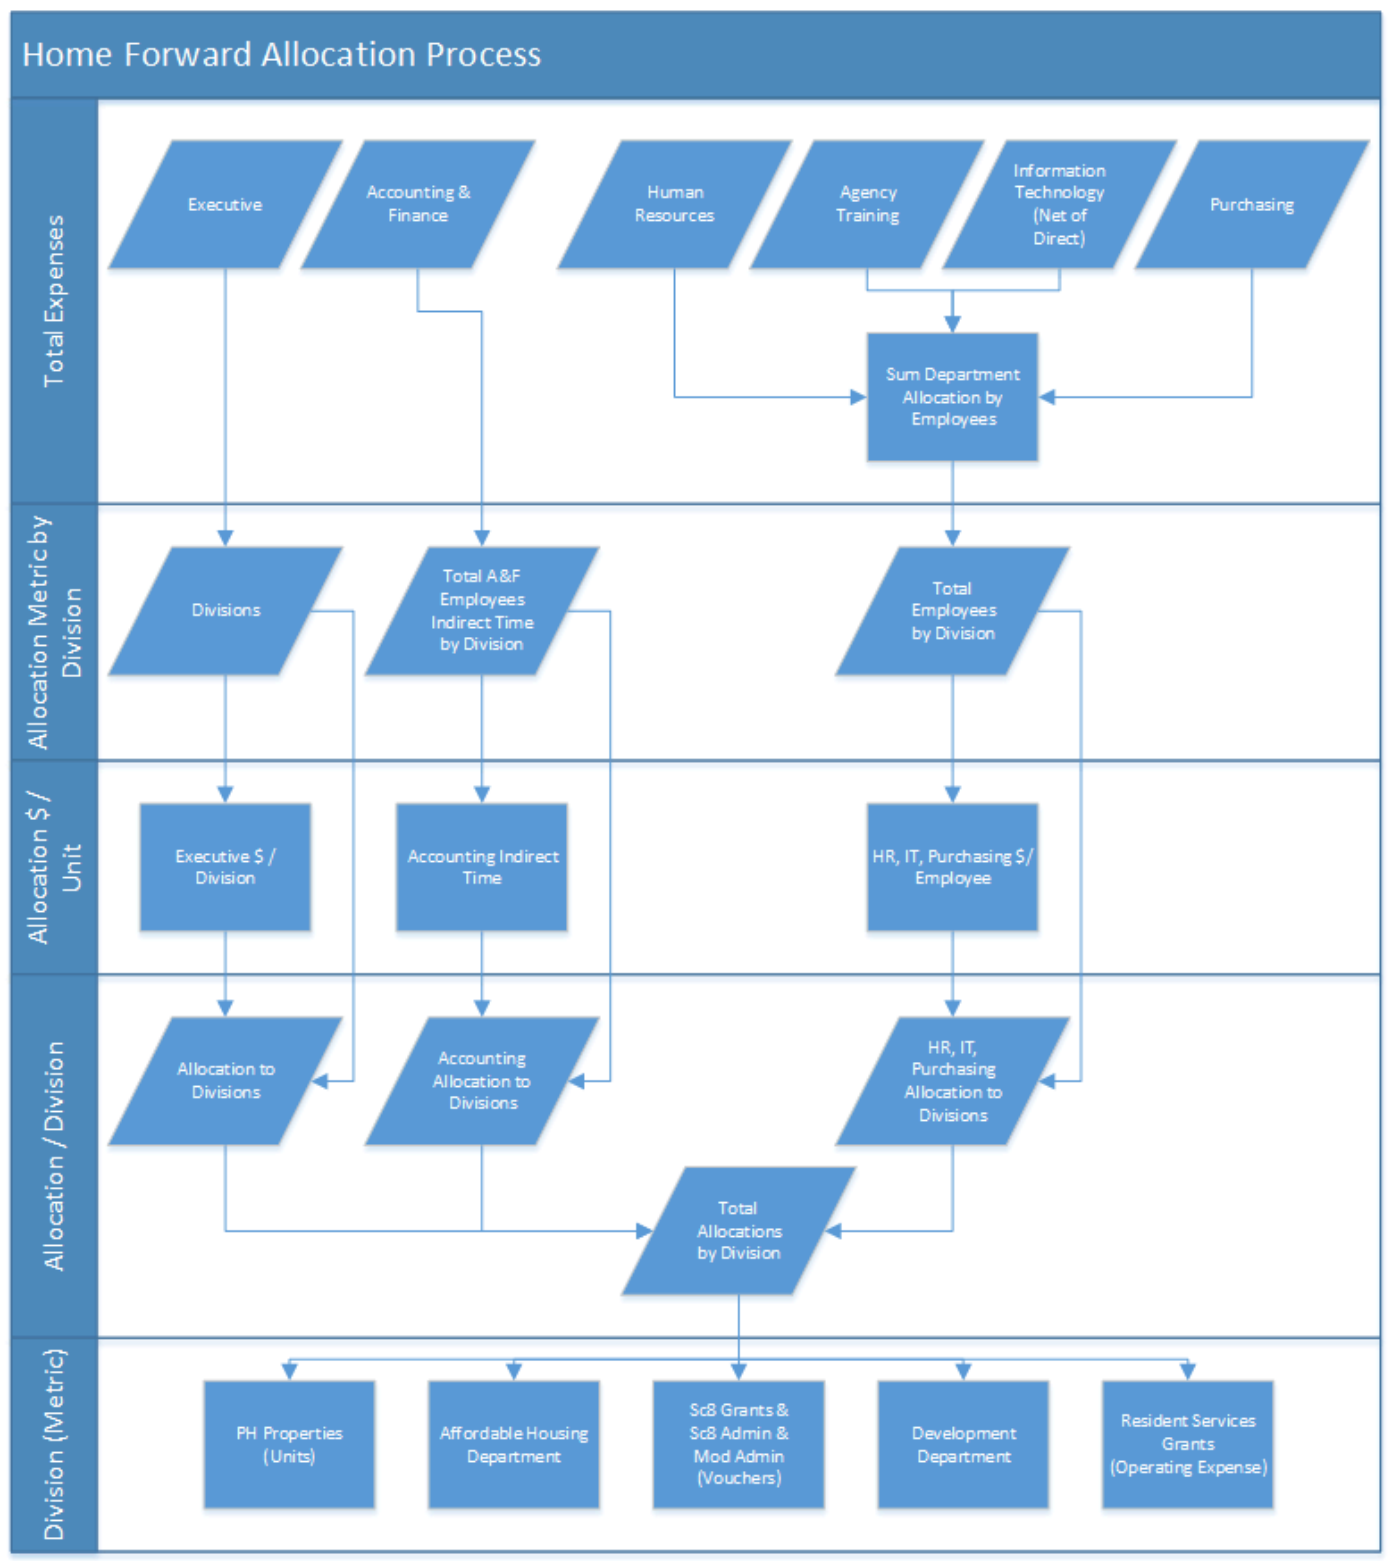 Home Forward Allocation Process
Total Expenses
Executive
Accounting &
Finance
Human
Resources
Agency
Training
Information
Technology
(Net of
Direct)
Purchasing
Sum Department
Allocation by
Employees
Allocation Metric by
Division
Divisions
Total A&F
Employees
Indirect Time
by Division
Total
Employees
by Division
Allocation $ /
Unit
Executive $ /
Division
Accounting Indirect
Time
HR, IT, Purchasing $/
Employee
Allocation / Division
Allocation to
Divisions
Accounting
Allocation to
Divisions
HR, IT,
Purchasing
Allocation to
Divisions
Total
Allocations
by Division
Division (Metric)
PH Properties
(Units)
Affordable Housing
Department
Sc8 Grants &
Sc8 Admin &
Mod Admin
(Vouchers)
Development
Department
Resident Services
Grants
(Operating Expense)